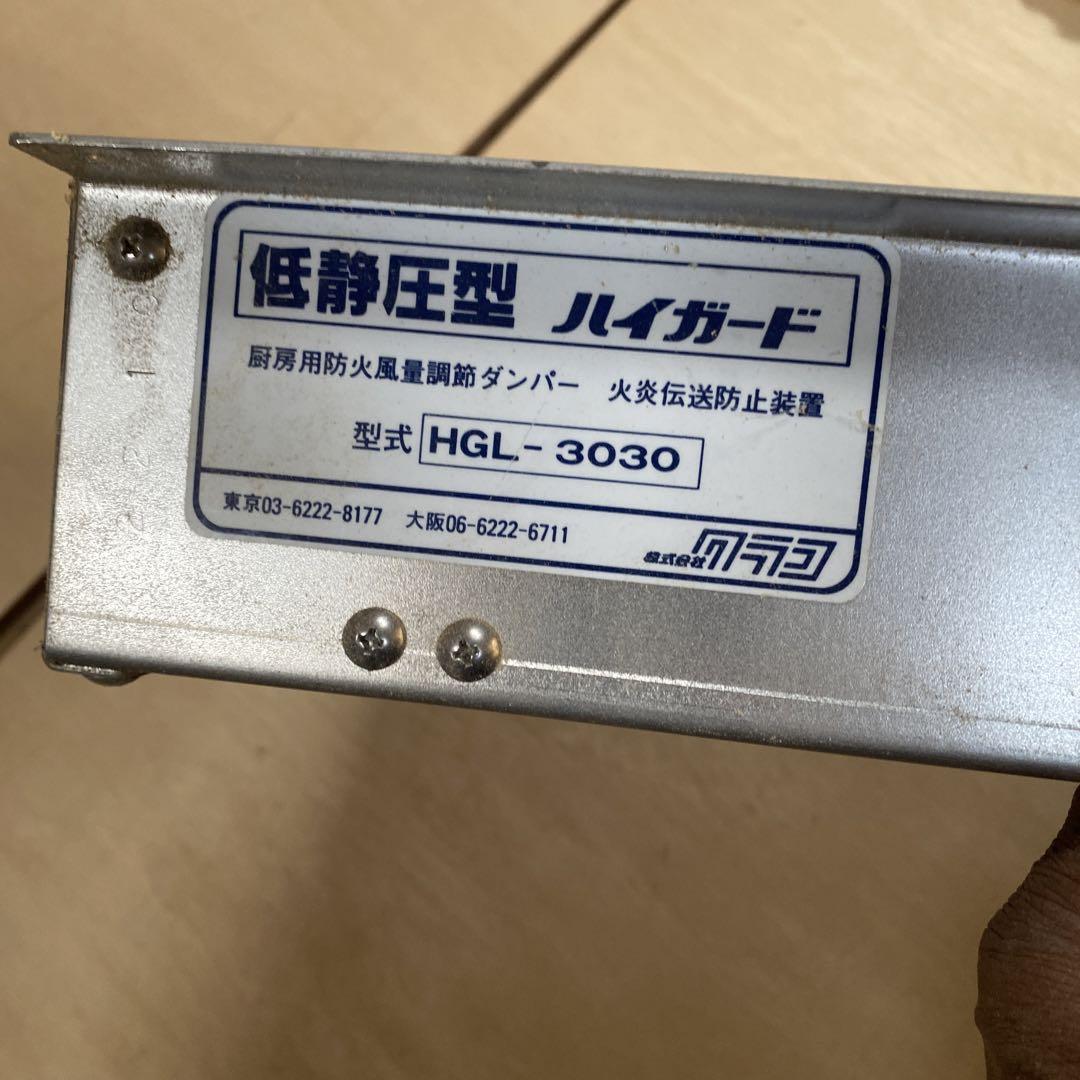 低静圧型 ハイガード
厨房用防火風量調節ダンパー 火炎伝送防止装置
型式 HGL-3030
東京03-6222-8177 大阪06-6222-6711
株式会社クラコ